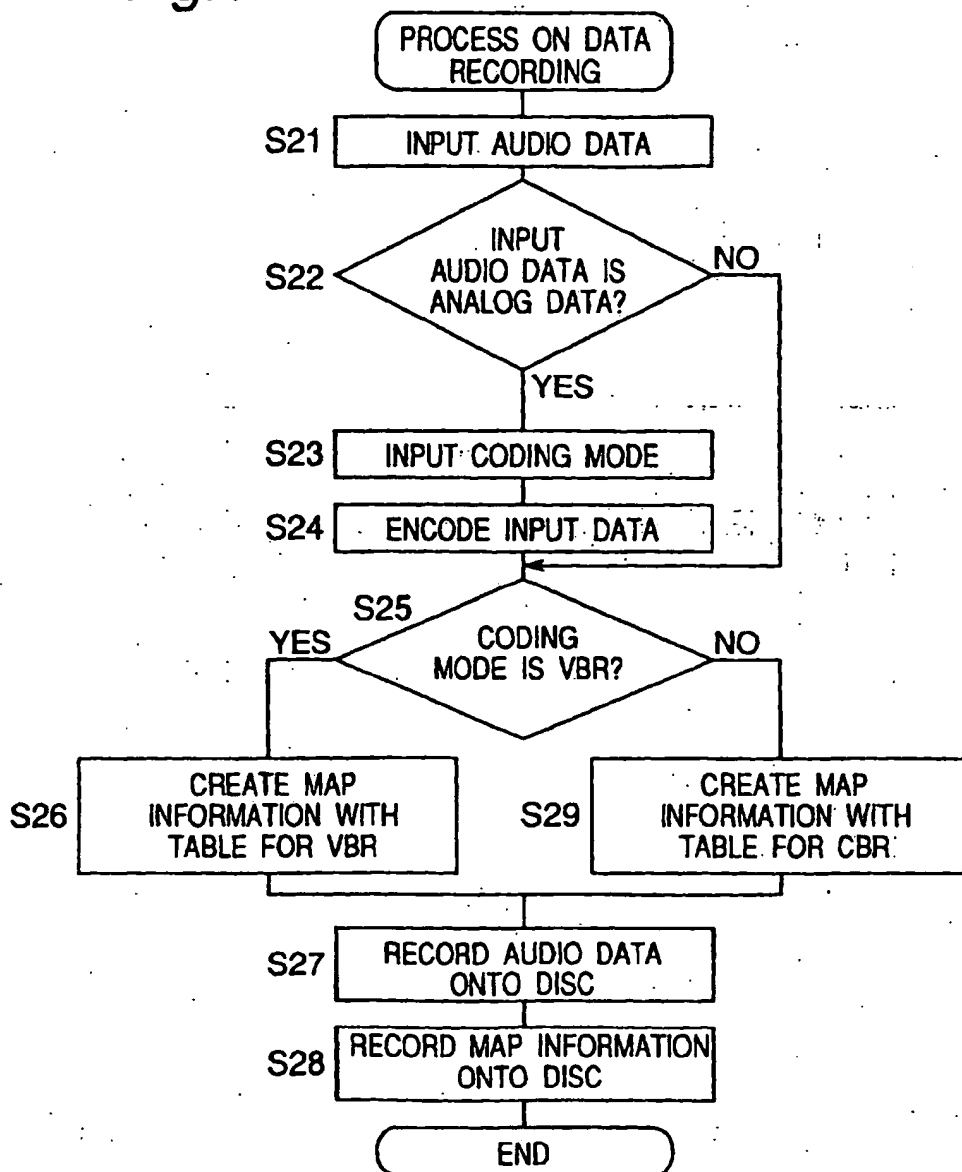 PROCESS ON DATA
RECORDING
S21
INPUT AUDIO DATA
S22
INPUT
AUDIO DATA IS
ANALOG DATA?
NO
YES
S23
INPUT CODING MODE
S24
ENCODE INPUT DATA
S25
YES
CODING
MODE IS VBR?
NO
S26
CREATE MAP
INFORMATION WITH
TABLE FOR VBR
S29
CREATE MAP
INFORMATION WITH
TABLE FOR CBR
S27
RECORD AUDIO DATA
ONTO DISC
S28
RECORD MAP INFORMATION
ONTO DISC
END